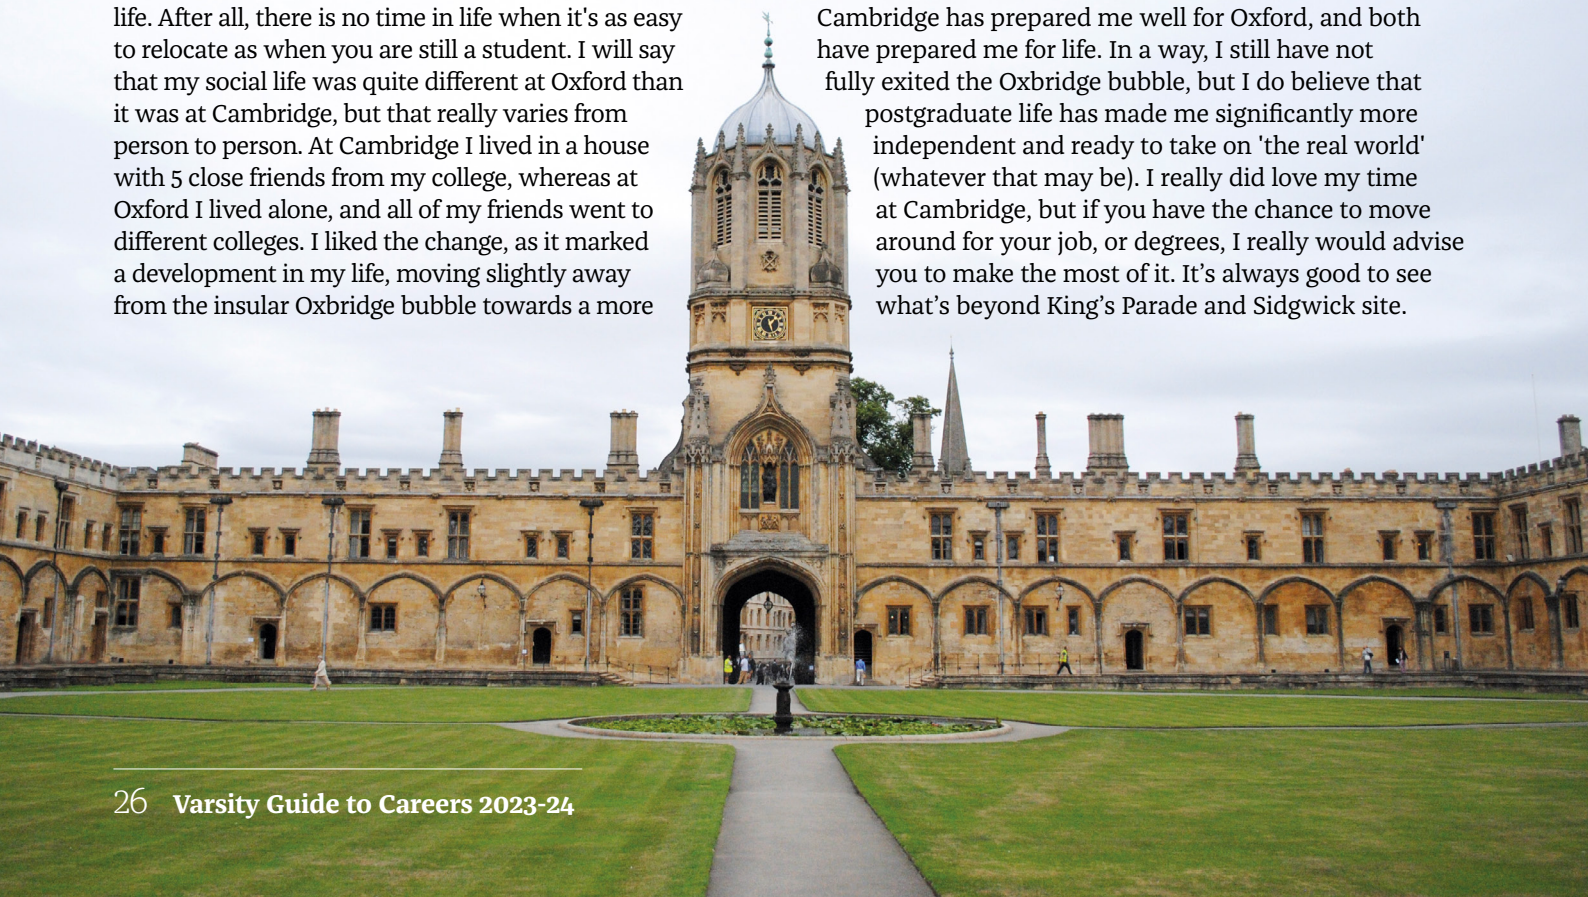 life. After all, there is no time in life when it's as easy
to relocate as when you are still a student. I will say
that my social life was quite different at Oxford than
it was at Cambridge, but that really varies from
person to person. At Cambridge I lived in a house
with 5 close friends from my college, whereas at
Oxford I lived alone, and all of my friends went to
different colleges. I liked the change, as it marked
a development in my life, moving slightly away
from the insular Oxbridge bubble towards a more
Cambridge has prepared me well for Oxford, and both
have prepared me for life. In a way, I still have not
fully exited the Oxbridge bubble, but I do believe that
postgraduate life has made me significantly more
independent and ready to take on 'the real world'
(whatever that may be). I really did love my time
at Cambridge, but if you have the chance to move
around for your job, or degrees, I really would advise
you to make the most of it. It’s always good to see
what’s beyond King’s Parade and Sidgwick site.
26 Varsity Guide to Careers 2023-24